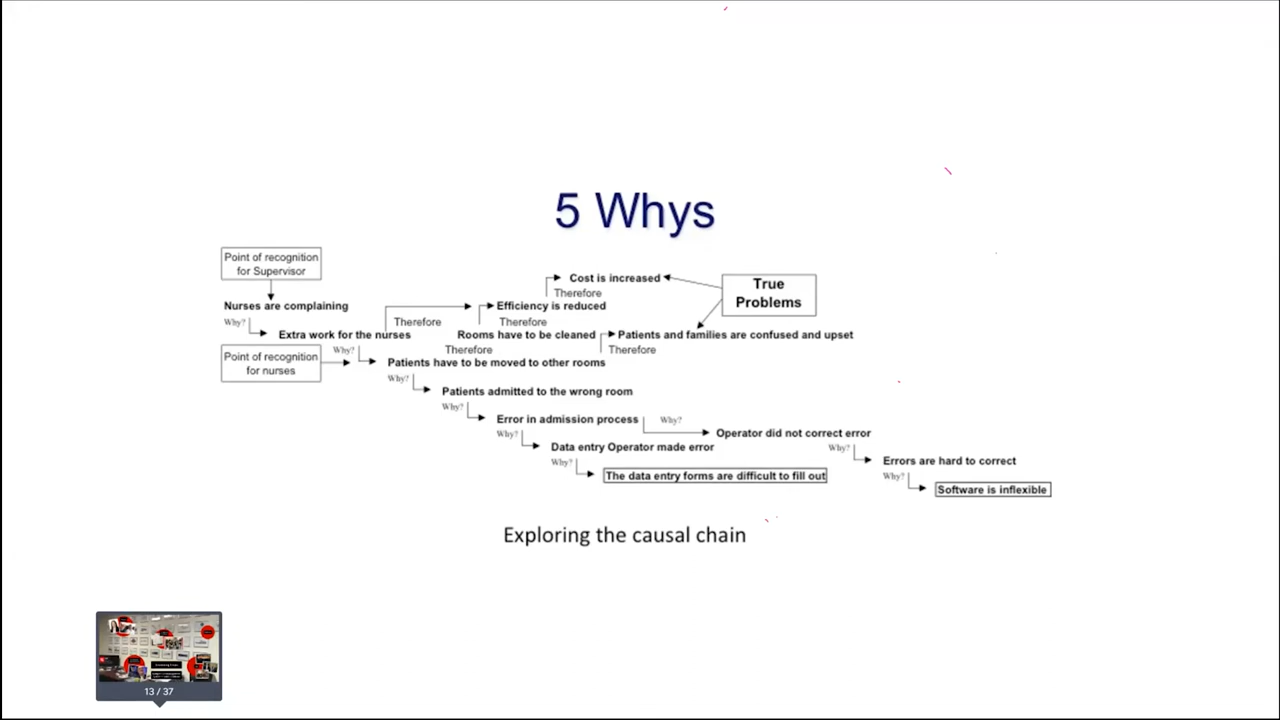 5 Whys
Point of recognition
for Supervisor
Cost is increased
True
Problems
Therefore
Nurses are complaining
Efficiency is reduced
Why?
Therefore
Therefore
Extra work for the nurses
Rooms have to be cleaned
Patients and families are confused and upset
Why?
Therefore
Therefore
Point of recognition
for nurses
Patients have to be moved to other rooms
Why?
Patients admitted to the wrong room
Why?
Error in admission process
Why?
Why?
Operator did not correct error
Data entry Operator made error
Why?
Why?
Errors are hard to correct
The data entry forms are difficult to fill out
Why?
Software is inflexible
Exploring the causal chain
13 / 37